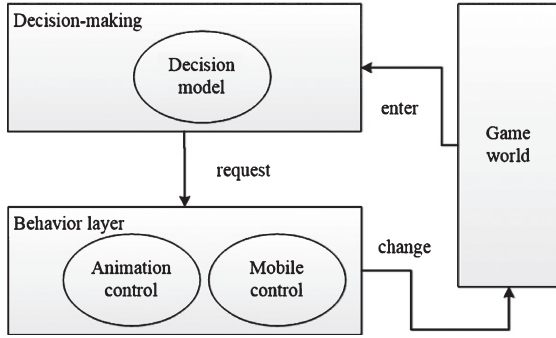 Decision-making
Decision
model
enter
Game
world
request
Behavior layer
Animation
control
Mobile
control
change